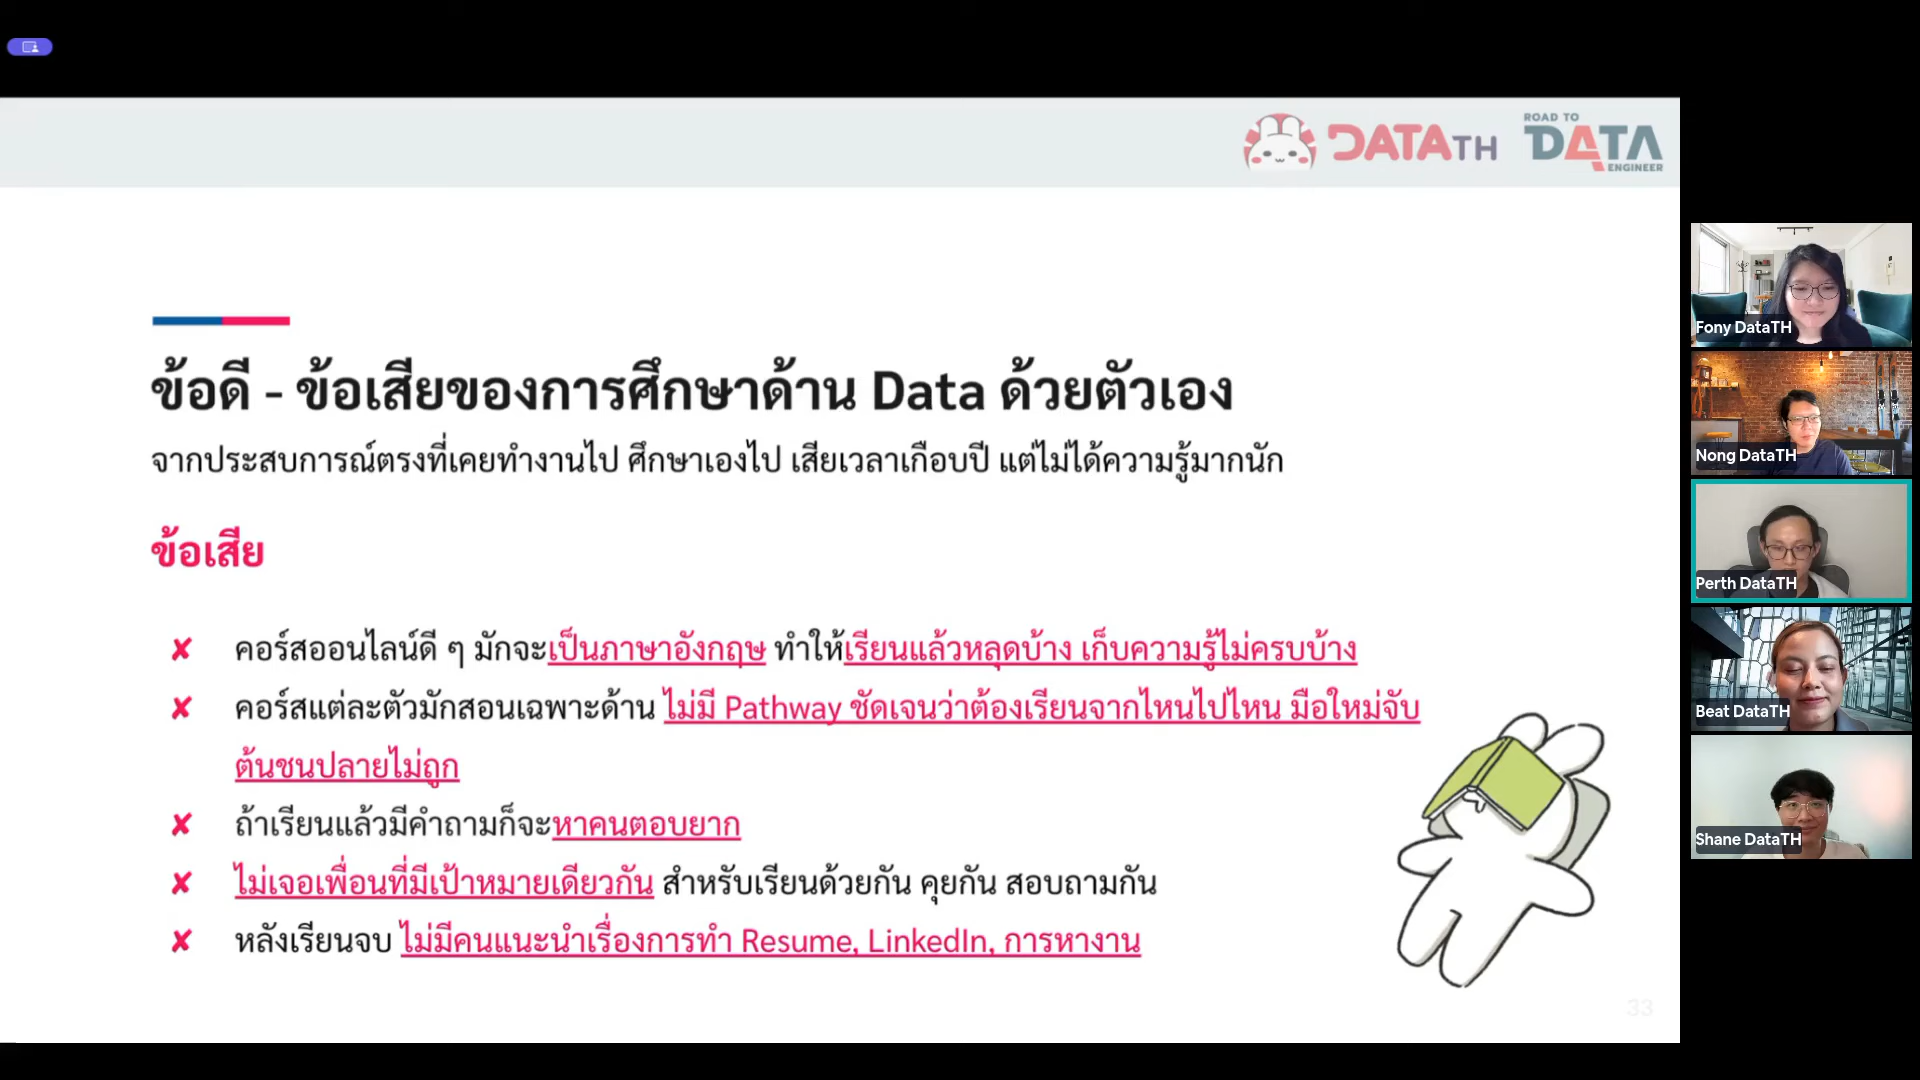 DATATH
ROAD TO
DATA
ENGINEER
ข้อดี - ข้อเสียของการศึกษาด้าน Data ด้วยตัวเอง
จากประสบการณ์ตรงที่เคยทำงานไป ศึกษาเองไป เสียเวลาเกือบปี แต่ไม่ได้ความรู้มากนัก
ข้อเสีย
✘ คอร์สออนไลน์ดี ๆ มักจะเป็นภาษาอังกฤษ ทำให้เรียนแล้วหลุดบ้าง เก็บความรู้ไม่ครบบ้าง
✘ คอร์สแต่ละตัวมักสอนเฉพาะด้าน ไม่มี Pathway ชัดเจนว่าต้องเรียนจากไหนไปไหน มือใหม่จับ
ต้นชนปลายไม่ถูก
✘ ถ้าเรียนแล้วมีคำถามก็จะหาคนตอบยาก
✘ ไม่เจอเพื่อนที่มีเป้าหมายเดียวกัน สำหรับเรียนด้วยกัน คุยกัน สอบถามกัน
✘ หลังเรียนจบ ไม่มีคนแนะนำเรื่องการทำ Resume, LinkedIn, การหางาน
33
Fony DataTH
Nong DataTH
Perth DataTH
Beat DataTH
Shane DataTH